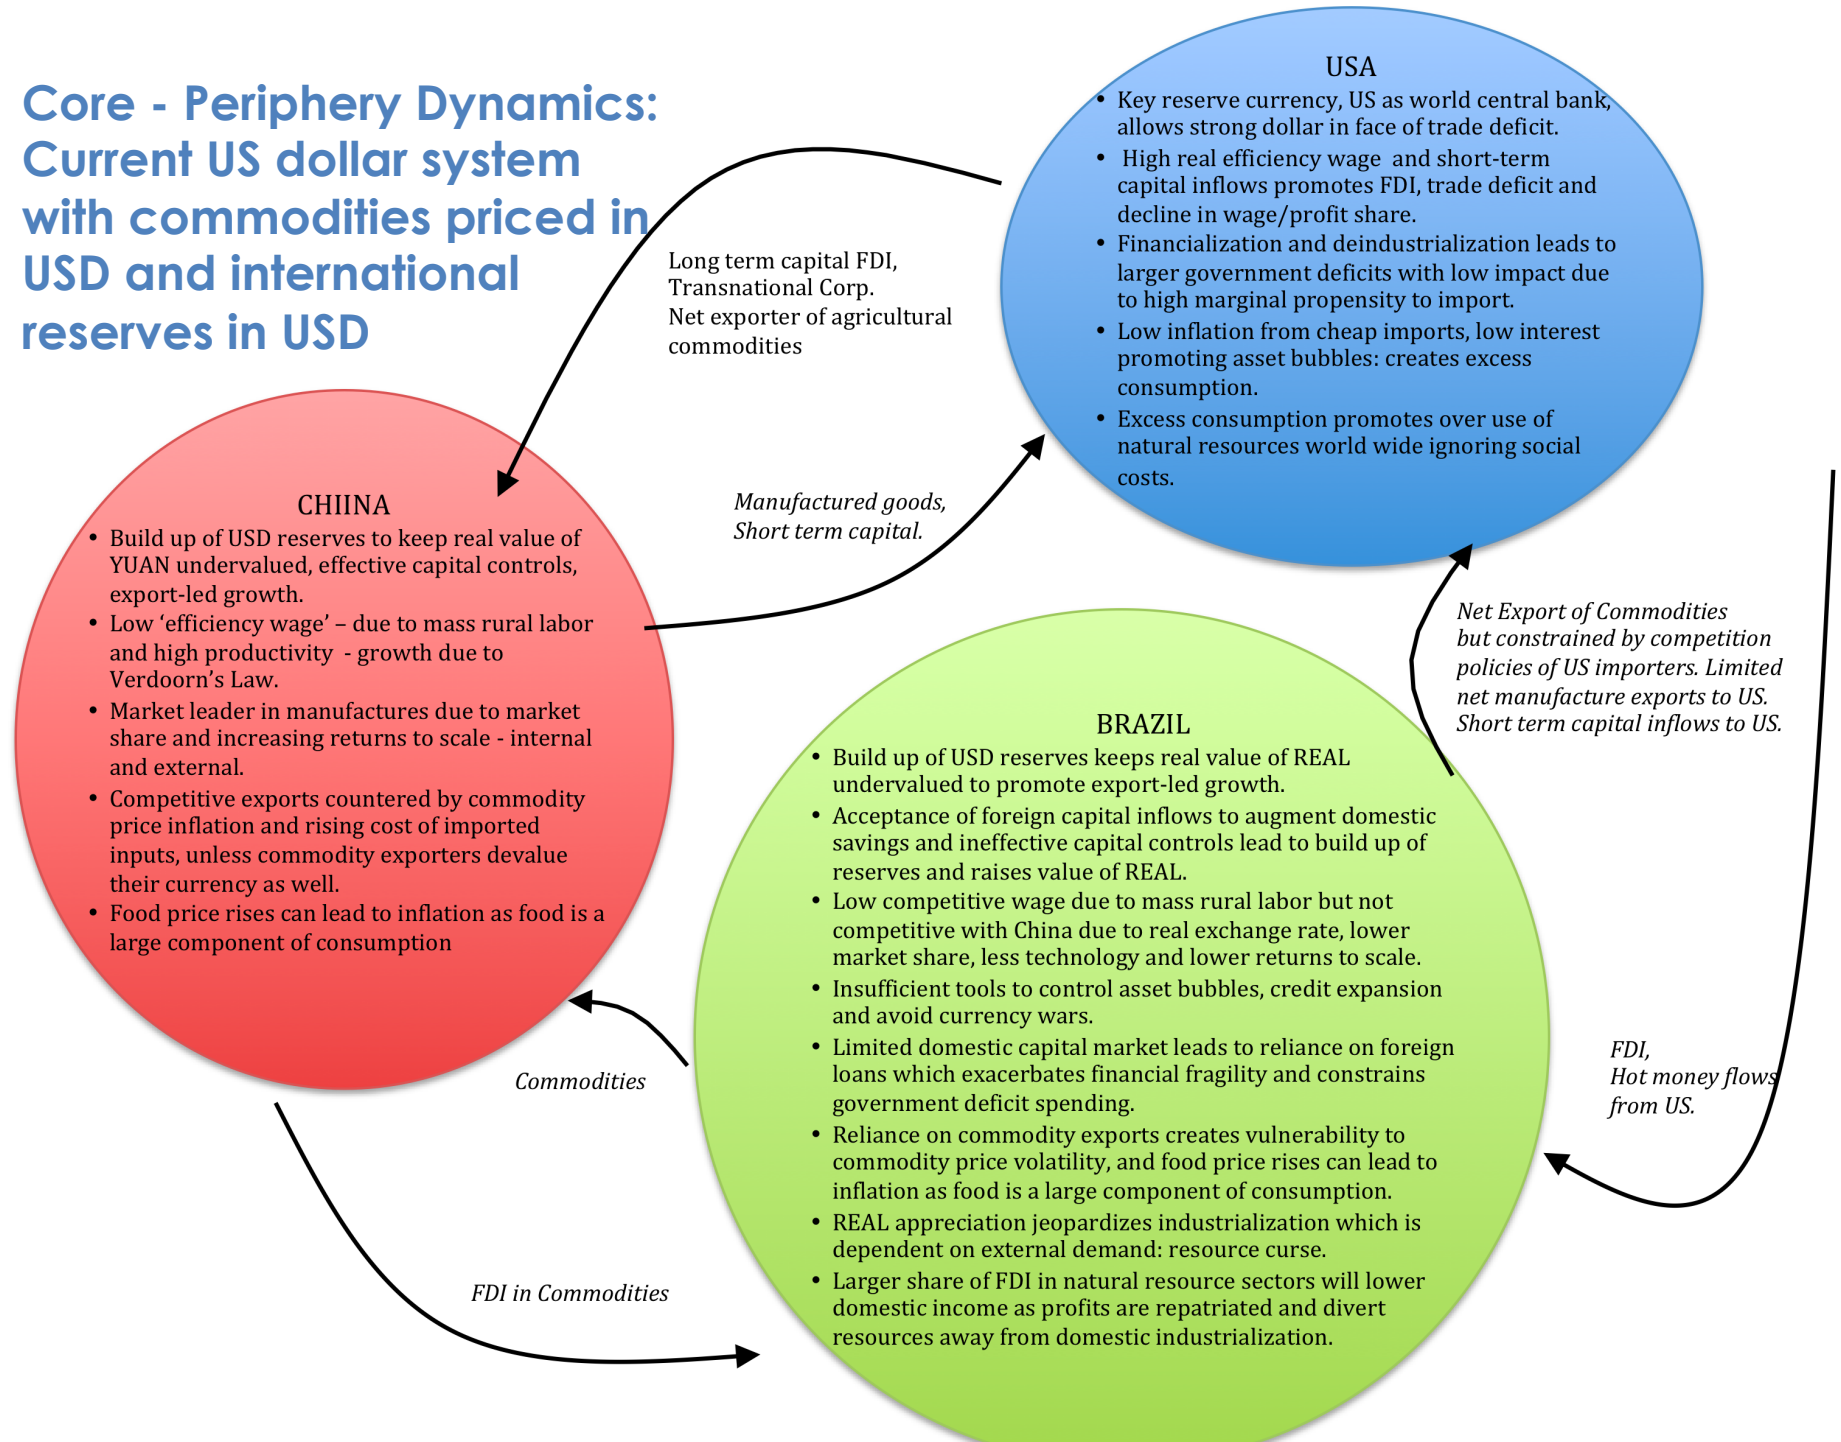 Core - Periphery Dynamics:
Current US dollar system
with commodities priced in
USD and international
reserves in USD
USA
• Key reserve currency, US as world central bank,
allows strong dollar in face of trade deficit.
• High real efficiency wage and short-term
capital inflows promotes FDI, trade deficit and
decline in wage/profit share.
• Financialization and deindustrialization leads to
larger government deficits with low impact due
to high marginal propensity to import.
• Low inflation from cheap imports, low interest
promoting asset bubbles: creates excess
consumption.
• Excess consumption promotes over use of
natural resources world wide ignoring social
costs.
Long term capital FDI,
Transnational Corp.
Net exporter of agricultural
commodities
Manufactured goods,
Short term capital.
CHIINA
• Build up of USD reserves to keep real value of
YUAN undervalued, effective capital controls,
export-led growth.
• Low ‘efficiency wage’ – due to mass rural labor
and high productivity - growth due to
Verdoorn’s Law.
• Market leader in manufactures due to market
share and increasing returns to scale - internal
and external.
• Competitive exports countered by commodity
price inflation and rising cost of imported
inputs, unless commodity exporters devalue
their currency as well.
• Food price rises can lead to inflation as food is a
large component of consumption
Net Export of Commodities
but constrained by competition
policies of US importers. Limited
net manufacture exports to US.
Short term capital inflows to US.
BRAZIL
• Build up of USD reserves keeps real value of REAL
undervalued to promote export-led growth.
• Acceptance of foreign capital inflows to augment domestic
savings and ineffective capital controls lead to build up of
reserves and raises value of REAL.
• Low competitive wage due to mass rural labor but not
competitive with China due to real exchange rate, lower
market share, less technology and lower returns to scale.
• Insufficient tools to control asset bubbles, credit expansion
and avoid currency wars.
• Limited domestic capital market leads to reliance on foreign
loans which exacerbates financial fragility and constrains
government deficit spending.
• Reliance on commodity exports creates vulnerability to
commodity price volatility, and food price rises can lead to
inflation as food is a large component of consumption.
• REAL appreciation jeopardizes industrialization which is
dependent on external demand: resource curse.
• Larger share of FDI in natural resource sectors will lower
domestic income as profits are repatriated and divert
resources away from domestic industrialization.
Commodities
FDI,
Hot money flows
from US.
FDI in Commodities